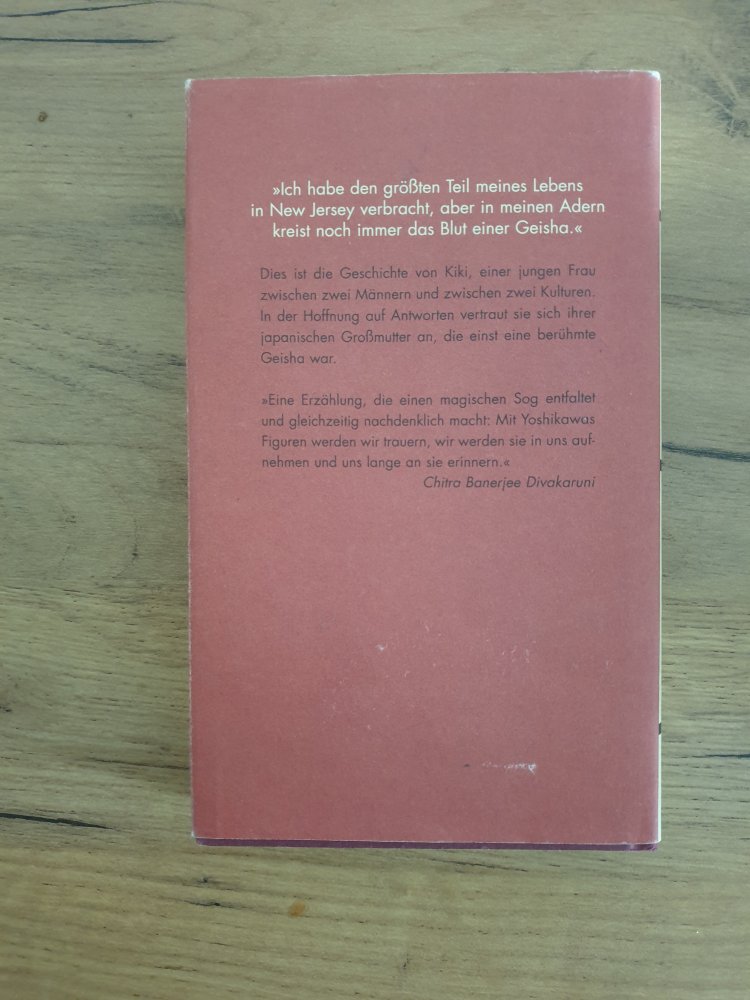 »Ich habe den größten Teil meines Lebens
in New Jersey verbracht, aber in meinen Adern
kreist noch immer das Blut einer Geisha.«
Dies ist die Geschichte von Kiki, einer jungen Frau
zwischen zwei Männern und zwischen zwei Kulturen.
In der Hoffnung auf Antworten vertraut sie sich ihrer
japanischen Großmutter an, die einst eine berühmte
Geisha war.
»Eine Erzählung, die einen magischen Sog entfaltet
und gleichzeitig nachdenklich macht: Mit Yoshikawas
Figuren werden wir trauern, wir werden sie in uns auf-
nehmen und uns lange an sie erinnern.«
Chitra Banerjee Divakaruni